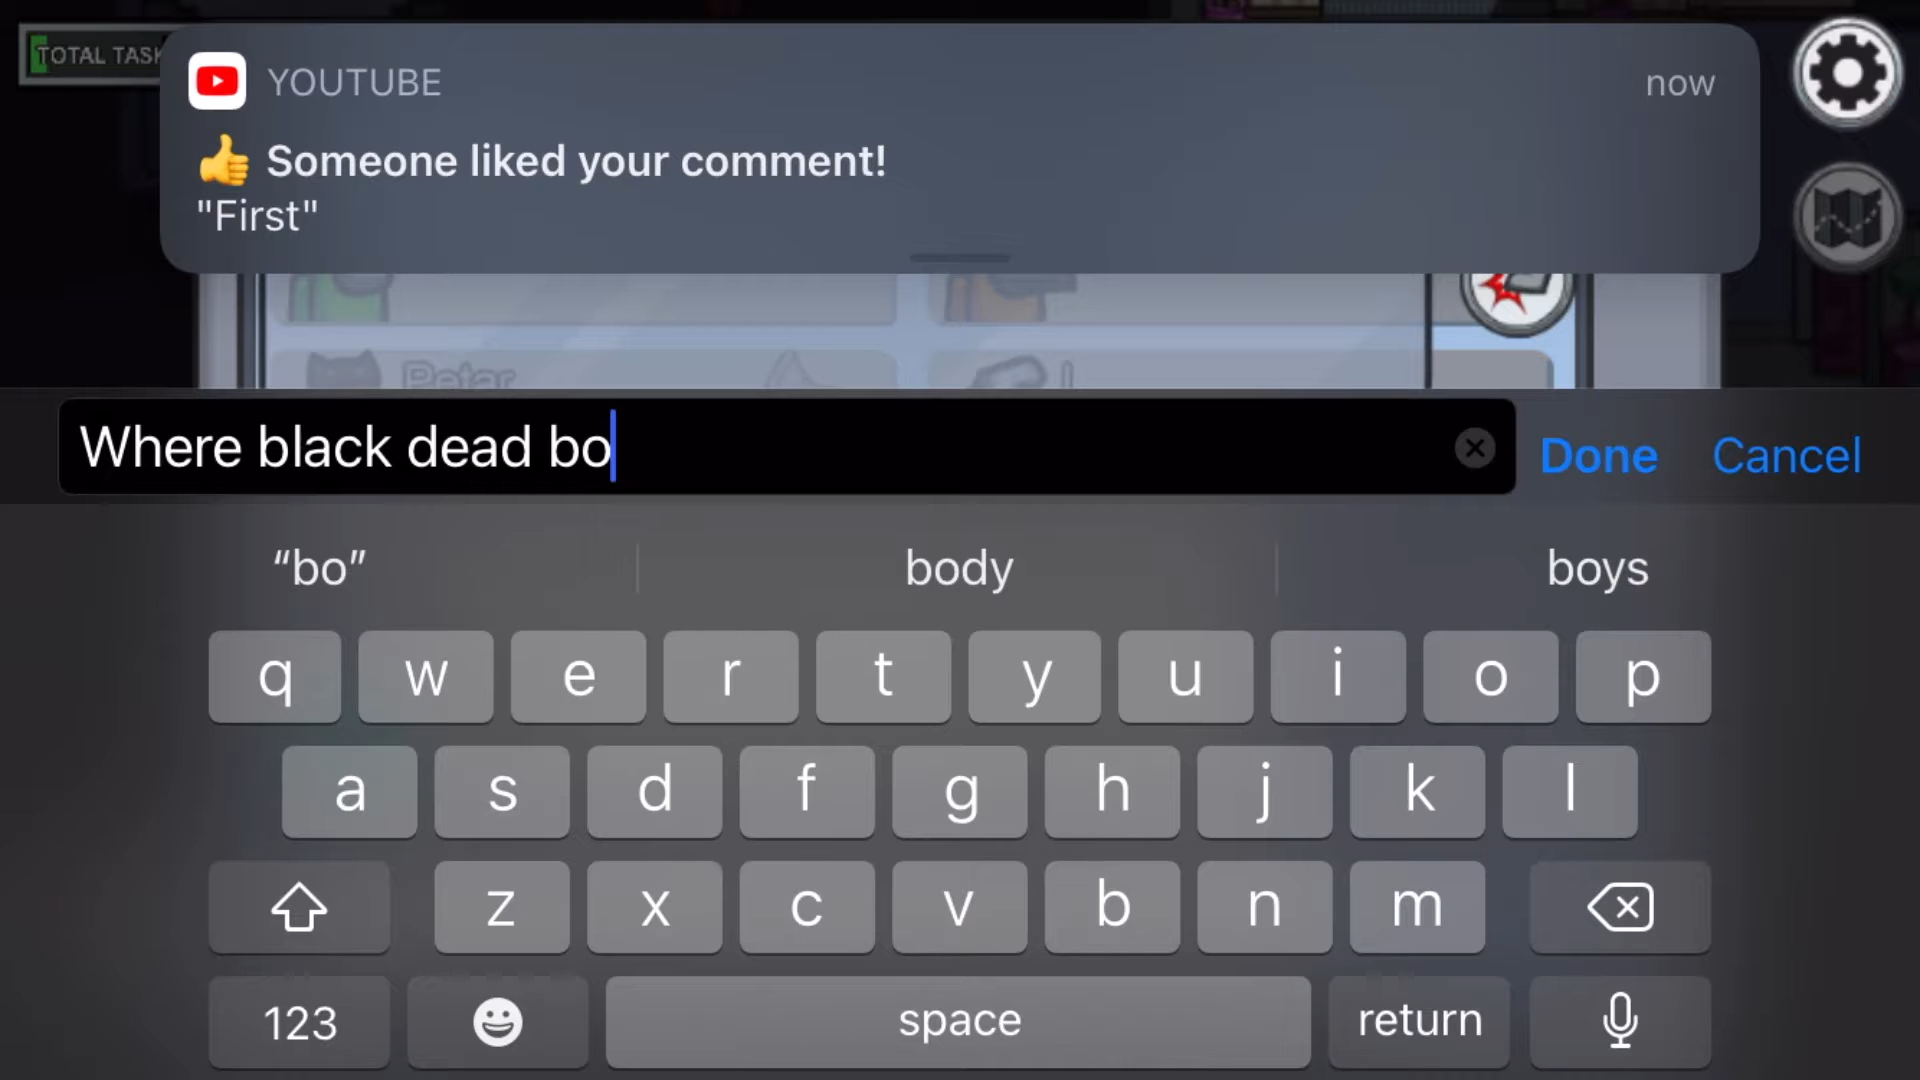 TOTAL TASK
YOUTUBE
now
👍 Someone liked your comment!
"First"
Petar
Where black dead bo
Done
Cancel
“bo”
body
boys
q w e r t y u i o p
a s d f g h j k l
z x c v b n m
123
space
return